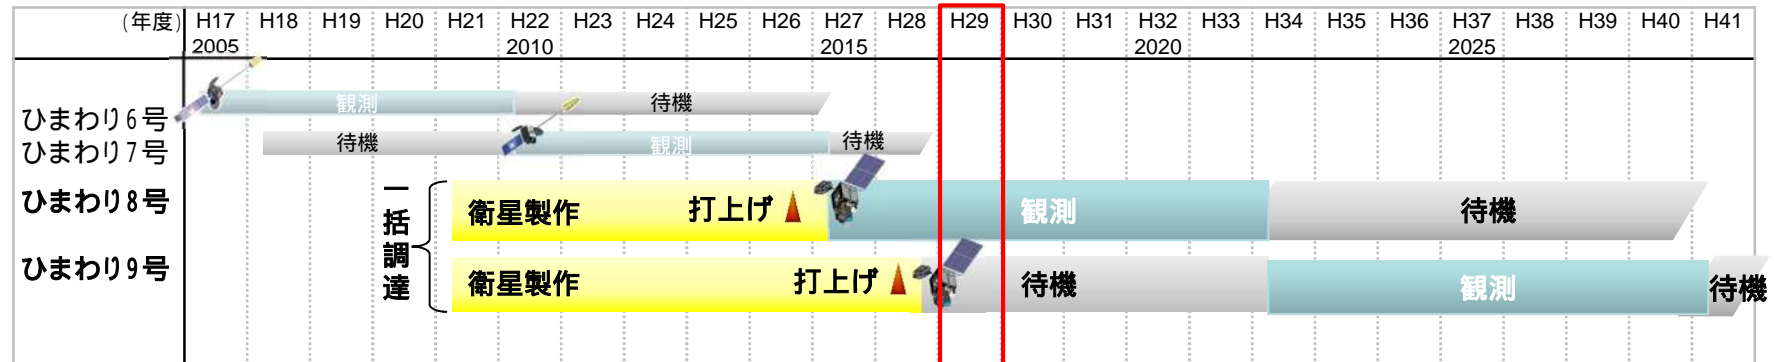 (年度) H17 H18 H19 H20 H21 H22 H23 H24 H25 H26 H27 H28 H29 H30 H31 H32 H33 H34 H35 H36 H37 H38 H39 H40 H41
2005 2010 2015 2020 2025
ひまわり6号 観測 待機
ひまわり7号 待機 観測 待機
ひまわり8号 衛星製作 打上げ 観測 待機
一括調達
ひまわり9号 衛星製作 打上げ 待機 観測 待機